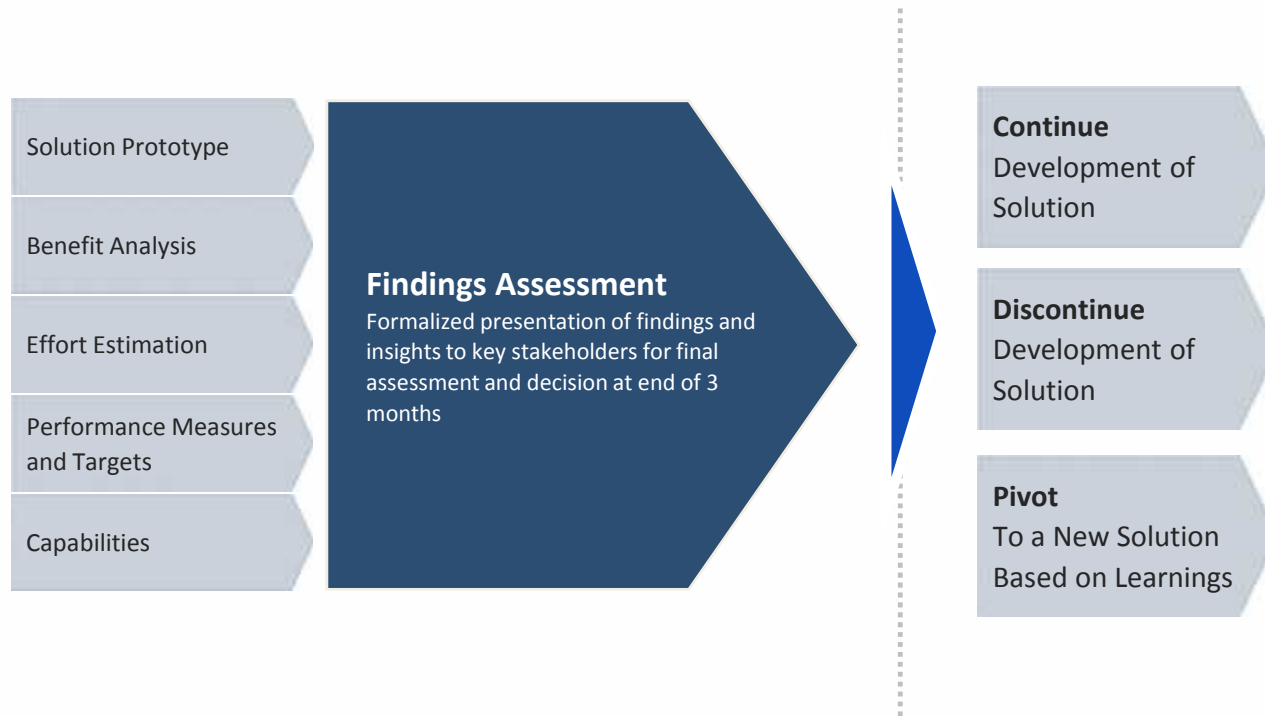 Solution Prototype
Benefit Analysis
Effort Estimation
Performance Measures
and Targets
Capabilities
Findings Assessment
Formalized presentation of findings and
insights to key stakeholders for final
assessment and decision at end of 3
months
Continue
Development of
Solution
Discontinue
Development of
Solution
Pivot
To a New Solution
Based on Learnings